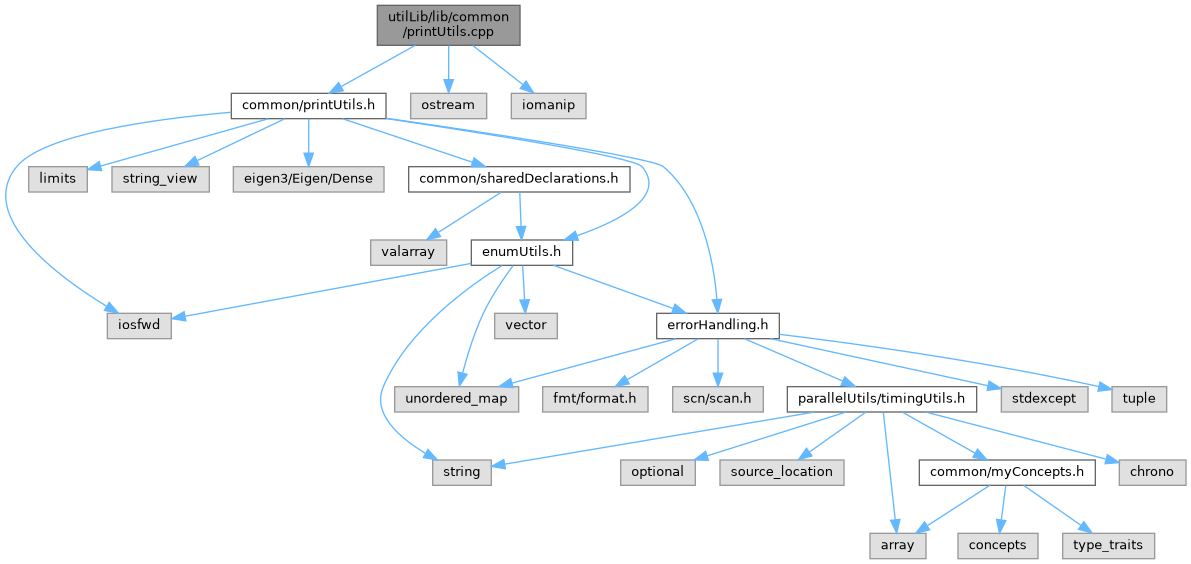 utilLib/lib/common
/printUtils.cpp
common/printUtils.h
ostream
iomanip
limits
string_view
eigen3/Eigen/Dense
common/sharedDeclarations.h
valarray
enumUtils.h
iosfwd
vector
errorHandling.h
unordered_map
fmt/format.h
scn/scan.h
parallelUtils/timingUtils.h
stdexcept
tuple
string
optional
source_location
common/myConcepts.h
chrono
array
concepts
type_traits